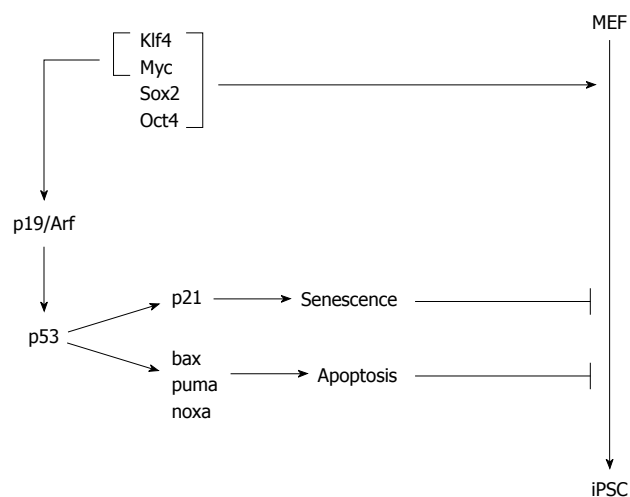 MEF
Klf4
Myc
Sox2
Oct4
p19/Arf
p21
Senescence
p53
bax
puma
noxa
Apoptosis
iPSC